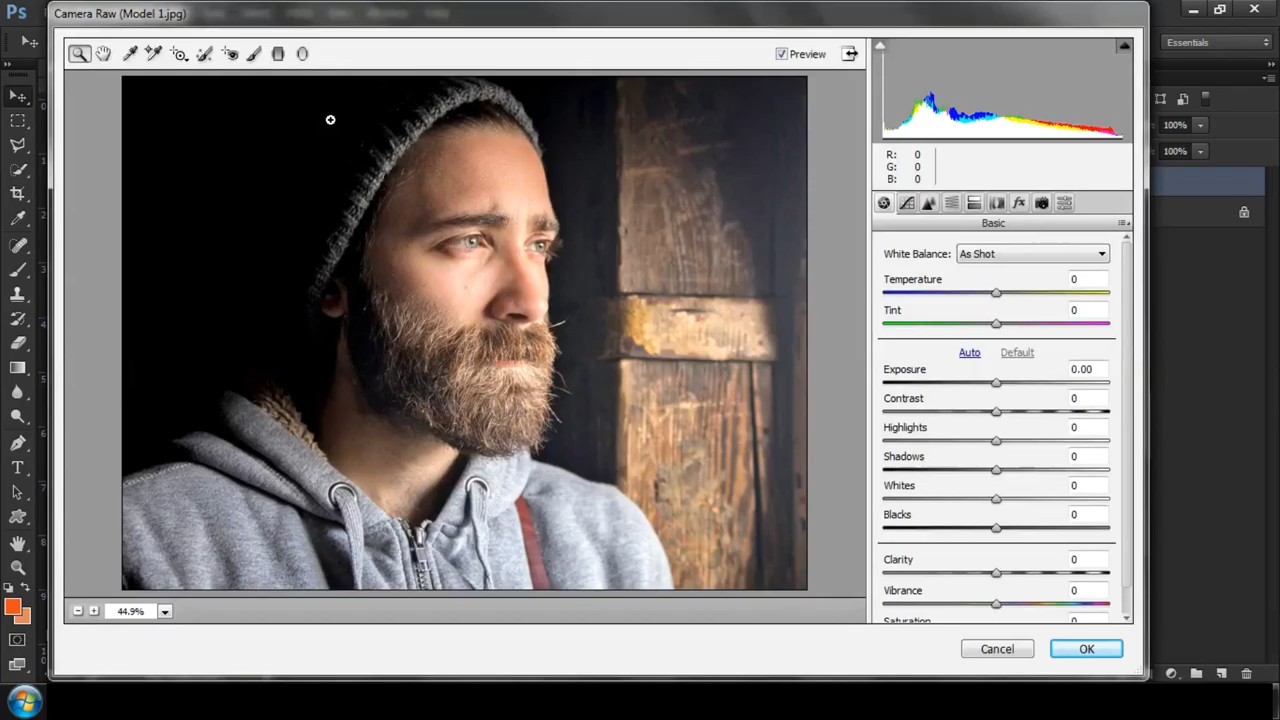 Ps
Camera Raw (Model 1.jpg)
Essentials
Preview
100%
100%
R: 0
G: 0
B: 0
fx
Basic
White Balance: As Shot
Temperature 0
Tint 0
Auto Default
Exposure 0.00
Contrast 0
Highlights 0
Shadows 0
Whites 0
Blacks 0
Clarity 0
Vibrance 0
Saturation 0
44.9%
Cancel OK